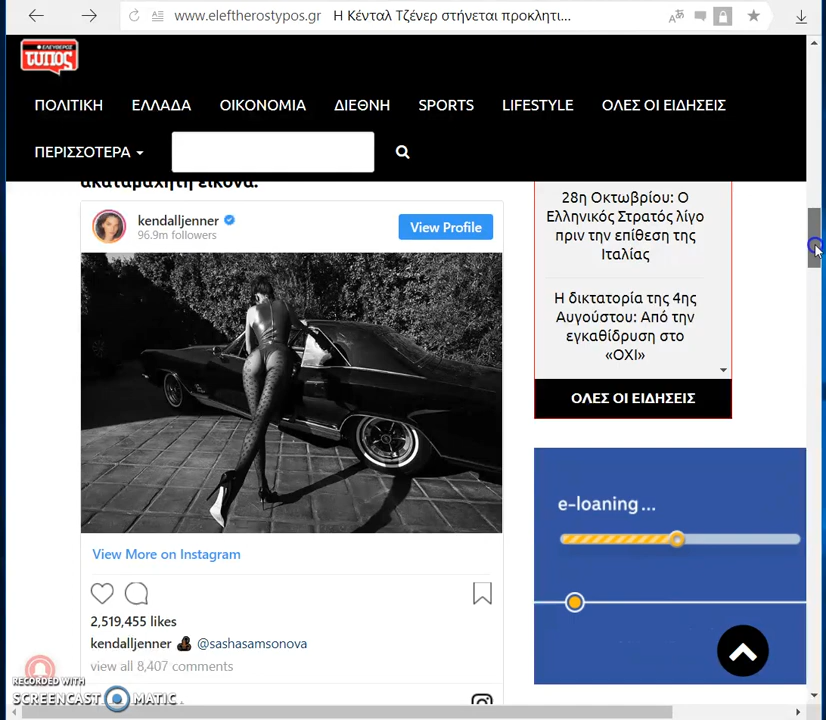 www.eleftherostypos.gr Η Κένταλ Τζένερ στήνεται προκλητι...
ΕΛΕΥΘΕΡΟΣ
ΤΥΠΟΣ
ΠΟΛΙΤΙΚΗ ΕΛΛΑΔΑ ΟΙΚΟΝΟΜΙΑ ΔΙΕΘΝΗ SPORTS LIFESTYLE ΟΛΕΣ ΟΙ ΕΙΔΗΣΕΙΣ
ΠΕΡΙΣΣΟΤΕΡΑ
ακαταμάχητη εικόνα.
kendalljenner
96.9m followers
View Profile
View More on Instagram
2,519,455 likes
kendalljenner @sashasamsonova
view all 8,407 comments
28η Οκτωβρίου: Ο
Ελληνικός Στρατός λίγο
πριν την επίθεση της
Ιταλίας
Η δικτατορία της 4ης
Αυγούστου: Από την
εγκαθίδρυση στο
«ΟΧΙ»
ΟΛΕΣ ΟΙ ΕΙΔΗΣΕΙΣ
e-loaning...
RECORDED WITH
SCREENCAST MATIC